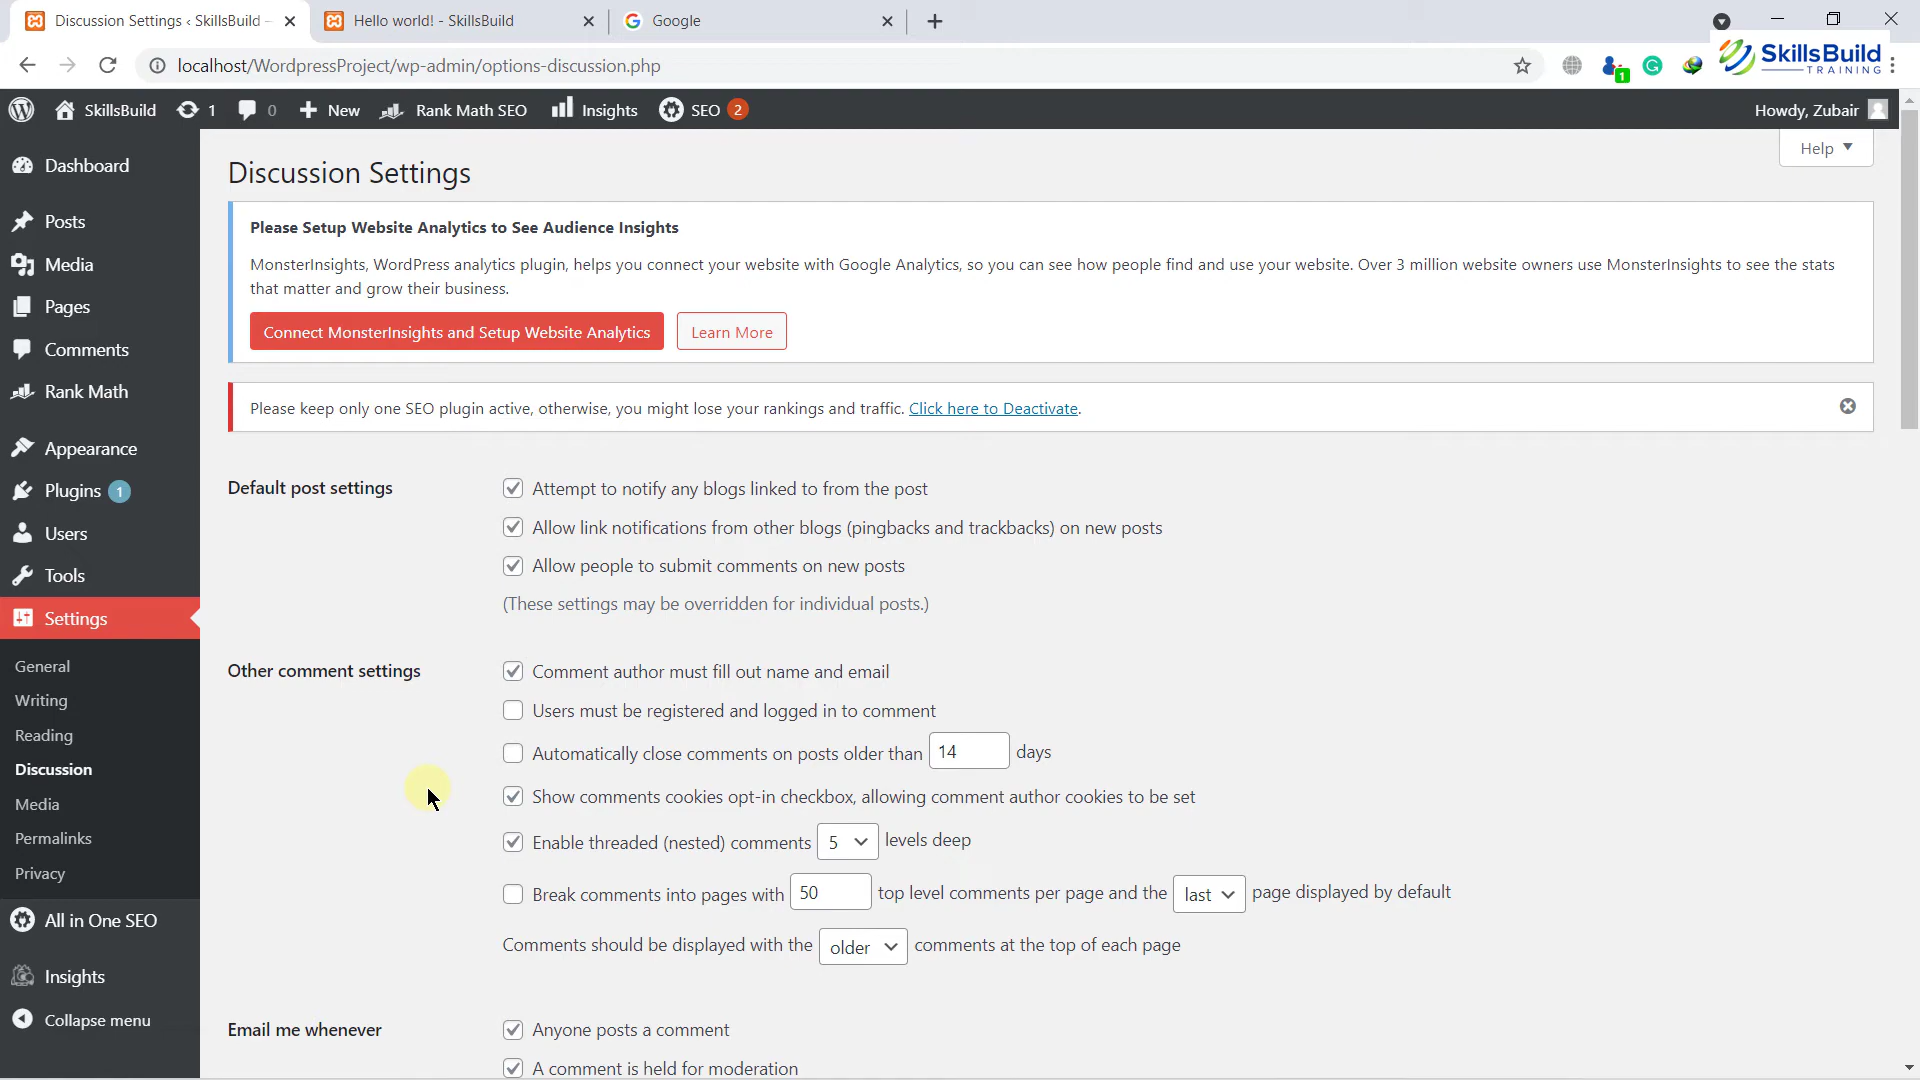 Discussion Settings ‹ SkillsBuild –
Hello world! - SkillsBuild
Google
localhost/WordpressProject/wp-admin/options-discussion.php
1
SkillsBuild
TRAINING
SkillsBuild
1
0
New
Rank Math SEO
Insights
SEO 2
Howdy, Zubair
Help
Dashboard
Posts
Media
Pages
Comments
Rank Math
Appearance
Plugins 1
Users
Tools
Settings
General
Writing
Reading
Discussion
Media
Permalinks
Privacy
All in One SEO
Insights
Collapse menu
Discussion Settings
Please Setup Website Analytics to See Audience Insights
MonsterInsights, WordPress analytics plugin, helps you connect your website with Google Analytics, so you can see how people find and use your website. Over 3 million website owners use MonsterInsights to see the stats
that matter and grow their business.
Connect MonsterInsights and Setup Website Analytics
Learn More
Please keep only one SEO plugin active, otherwise, you might lose your rankings and traffic. Click here to Deactivate.
Default post settings
Attempt to notify any blogs linked to from the post
Allow link notifications from other blogs (pingbacks and trackbacks) on new posts
Allow people to submit comments on new posts
(These settings may be overridden for individual posts.)
Other comment settings
Comment author must fill out name and email
Users must be registered and logged in to comment
Automatically close comments on posts older than 14 days
Show comments cookies opt-in checkbox, allowing comment author cookies to be set
Enable threaded (nested) comments 5 levels deep
Break comments into pages with 50 top level comments per page and the last page displayed by default
Comments should be displayed with the older comments at the top of each page
Email me whenever
Anyone posts a comment
A comment is held for moderation